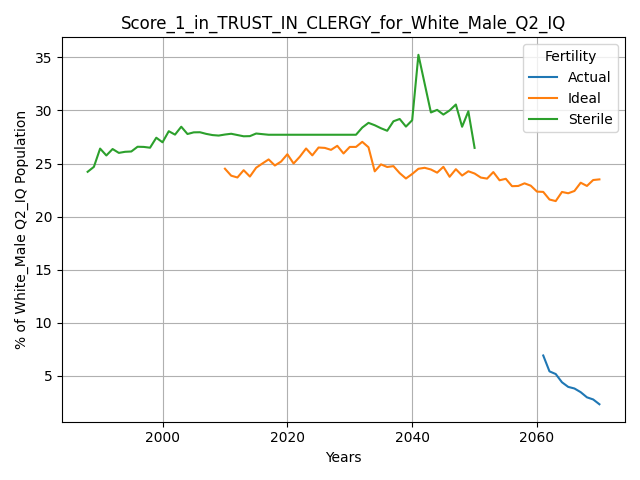 Score_1_in_TRUST_IN_CLERGY_for_White_Male_Q2_IQ
Fertility
Actual
Ideal
Sterile
% of White_Male Q2_IQ Population
35
30
25
20
15
10
5
2000
2020
2040
2060
Years